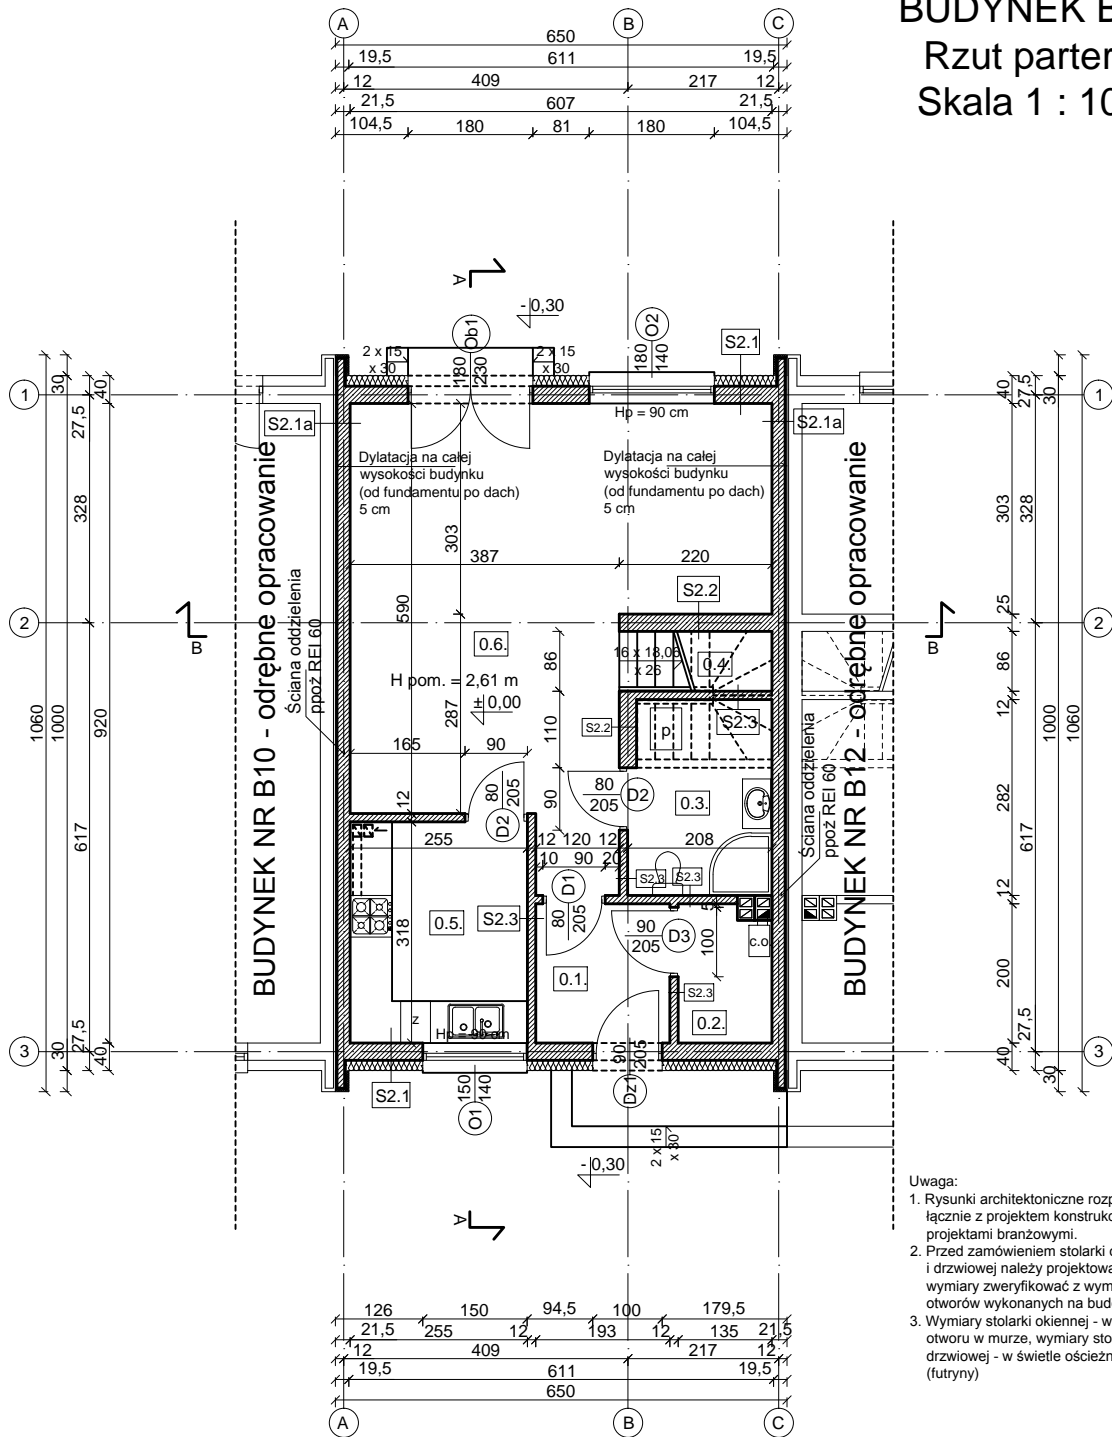 BUDYNEK B
Rzut parter
Skala 1 : 10
A
B
C
650
19,5
611
19,5
12
409
217
12
21,5
607
21,5
104,5
180
81
180
104,5
A
- 0,30
Ob1
O2
2 x 15
x 30
180
230
2 x 15
x 30
180
140
S2.1
Hp = 90 cm
S2.1a
S2.1a
1
1
30
40
27,5
40
27,5
30
Dylatacja na całej
wysokości budynku
(od fundamentu po dach)
5 cm
Dylatacja na całej
wysokości budynku
(od fundamentu po dach)
5 cm
328
303
303
328
387
220
590
S2.2
25
2
2
B
B
BUDYNEK NR B10 - odrębne opracowanie
Ściana oddzielenia
ppoż REI 60
BUDYNEK NR B12 - odrębne opracowanie
Ściana oddzielenia
ppoż REI 60
0.6.
86
16 x 18,06
x 26
0.4.
86
H pom. = 2,61 m
± 0,00
287
S2.2
110
p
S2.3
12
1060
1000
920
1000
1060
165
90
12
80
205
D2
90
80
205
D2
0.3.
282
617
617
255
12
120
12
208
10
90
20
D1
S2.3
S2.3
12
0.5.
318
S2.3
80
205
90
205
D3
5
100
c.o.
0.1.
S2.3
0.2.
200
z
Hp = 90 cm
90
205
3
3
27,5
40
30
27,5
40
30
S2.1
150
140
O1
Dz1
2 x 15
x 30
- 0,30
A
Uwaga:
1. Rysunki architektoniczne
łącznie z projektem
projektami branżowymi.
2. Przed zamówieniem stolarki
i drzwiowej należy
wymiary zweryfikować z
otworów wykonanych na
3. Wymiary stolarki okiennej - w
otworu w murze, wymiary
drzwiowej - w świetle
(futryny)
126
150
94,5
100
179,5
21,5
255
12
193
12
135
21,5
12
409
217
12
19,5
611
19,5
650
A
B
C